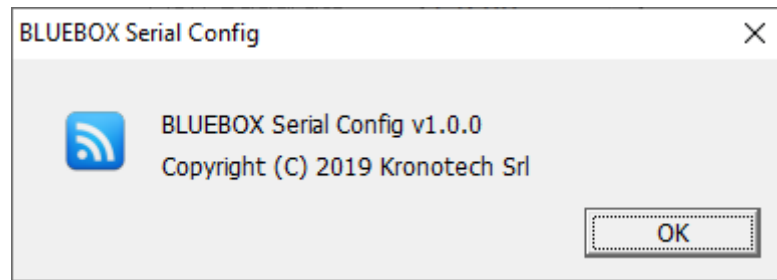 BLUEBOX Serial Config
BLUEBOX Serial Config v1.0.0
Copyright (C) 2019 Kronotech Srl
OK